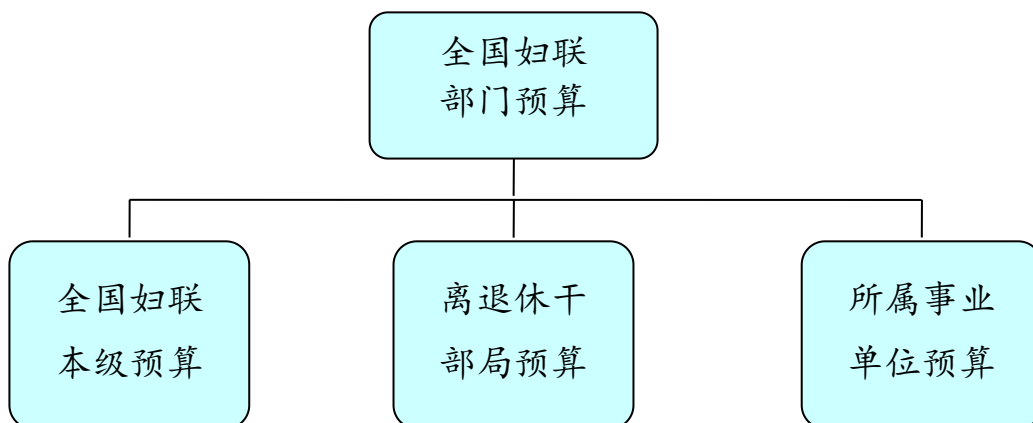 全国妇联
部门预算
全国妇联
本级预算
离退休干
部局预算
所属事业
单位预算